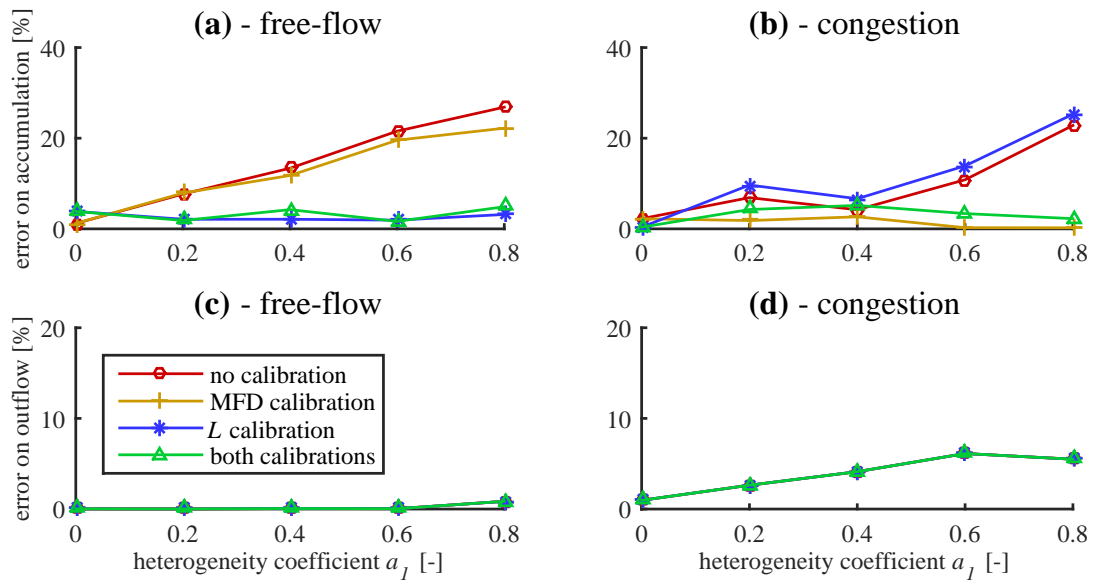 (a) - free-flow
error on accumulation [%]
40
20
0
0 0.2 0.4 0.6 0.8
(b) - congestion
40
20
0
0 0.2 0.4 0.6 0.8
(c) - free-flow
error on outflow [%]
20
10
0
no calibration
MFD calibration
L calibration
both calibrations
0 0.2 0.4 0.6 0.8
heterogeneity coefficient a1 [-]
(d) - congestion
20
10
0
0 0.2 0.4 0.6 0.8
heterogeneity coefficient a1 [-]